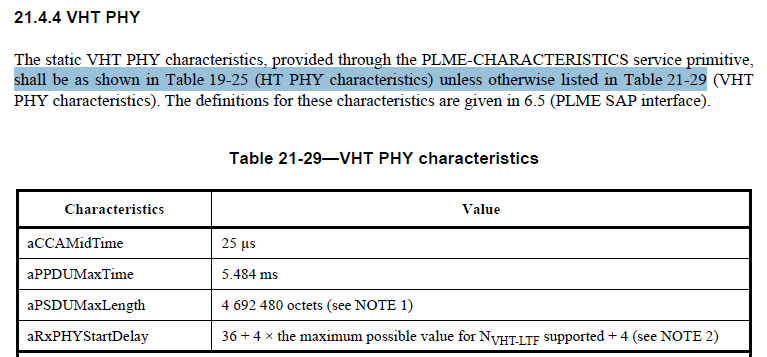 21.4.4 VHT PHY
The static VHT PHY characteristics, provided through the PLME-CHARACTERISTICS service primitive,
shall be as shown in Table 19-25 (HT PHY characteristics) unless otherwise listed in Table 21-29 (VHT
PHY characteristics). The definitions for these characteristics are given in 6.5 (PLME SAP interface).
Table 21-29—VHT PHY characteristics
Characteristics Value
aCCAMidTime 25 µs
aPPDUMaxTime 5.484 ms
aPSDUMaxLength 4 692 480 octets (see NOTE 1)
aRxPHYStartDelay 36 + 4 × the maximum possible value for NVHT-LTF supported + 4 (see NOTE 2)